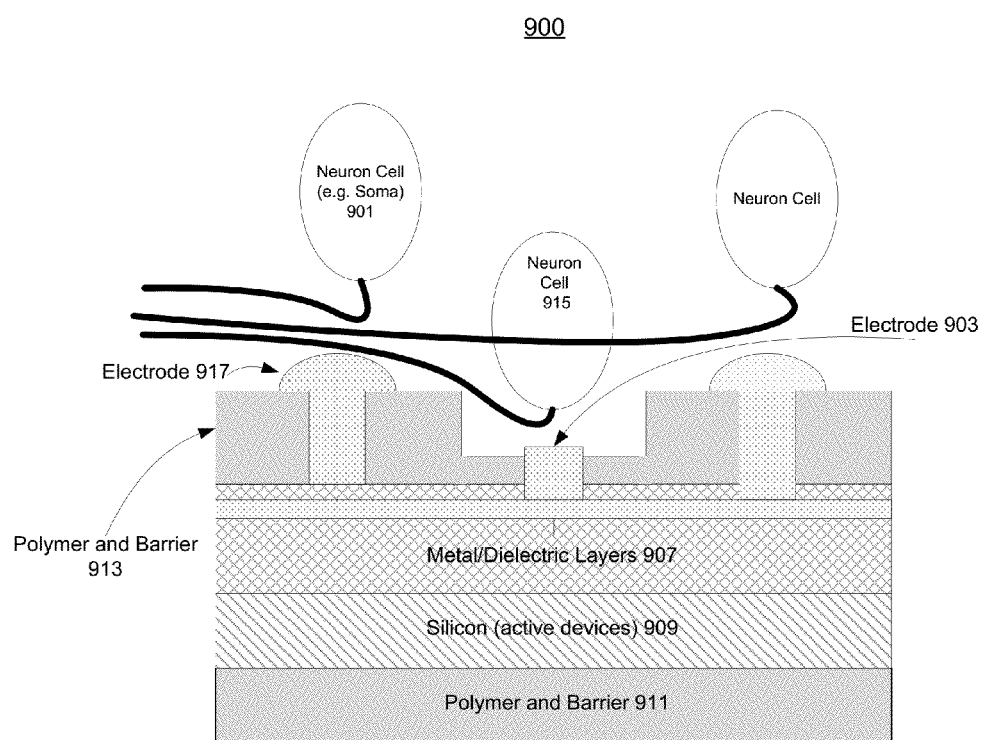 900
Neuron Cell
(e.g. Soma)
901
Neuron Cell
Neuron
Cell
915
Electrode 903
Electrode 917
Polymer and Barrier
913
Metal/Dielectric Layers 907
Silicon (active devices) 909
Polymer and Barrier 911